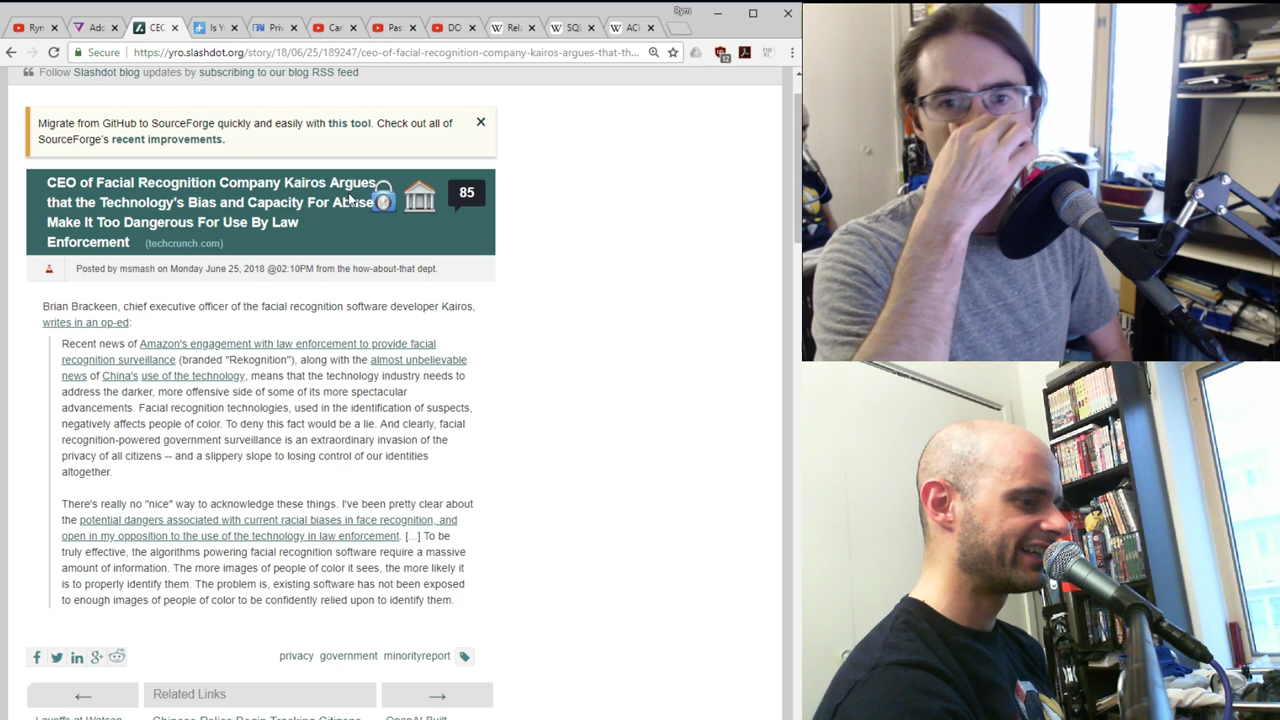 Rym
Ryn
Adc
CEC
Is Y
Priv
Car
Pas
DO
Rela
SQL
ACI
Secure
https://yro.slashdot.org/story/18/06/25/189247/ceo-of-facial-recognition-company-kairos-argues-that-th...
12
Follow Slashdot blog updates by subscribing to our blog RSS feed
Migrate from GitHub to SourceForge quickly and easily with this tool. Check out all of
SourceForge's recent improvements.
CEO of Facial Recognition Company Kairos Argues
that the Technology's Bias and Capacity For Abuse
Make It Too Dangerous For Use By Law
Enforcement (techcrunch.com)
85
Posted by msmash on Monday June 25, 2018 @02:10PM from the how-about-that dept.
Brian Brackeen, chief executive officer of the facial recognition software developer Kairos,
writes in an op-ed:
Recent news of Amazon's engagement with law enforcement to provide facial
recognition surveillance (branded "Rekognition"), along with the almost unbelievable
news of China's use of the technology, means that the technology industry needs to
address the darker, more offensive side of some of its more spectacular
advancements. Facial recognition technologies, used in the identification of suspects,
negatively affects people of color. To deny this fact would be a lie. And clearly, facial
recognition-powered government surveillance is an extraordinary invasion of the
privacy of all citizens -- and a slippery slope to losing control of our identities
altogether.
There's really no "nice" way to acknowledge these things. I've been pretty clear about
the potential dangers associated with current racial biases in face recognition, and
open in my opposition to the use of the technology in law enforcement. [...] To be
truly effective, the algorithms powering facial recognition software require a massive
amount of information. The more images of people of color it sees, the more likely it
is to properly identify them. The problem is, existing software has not been exposed
to enough images of people of color to be confidently relied upon to identify them.
privacy government minorityreport
Related Links